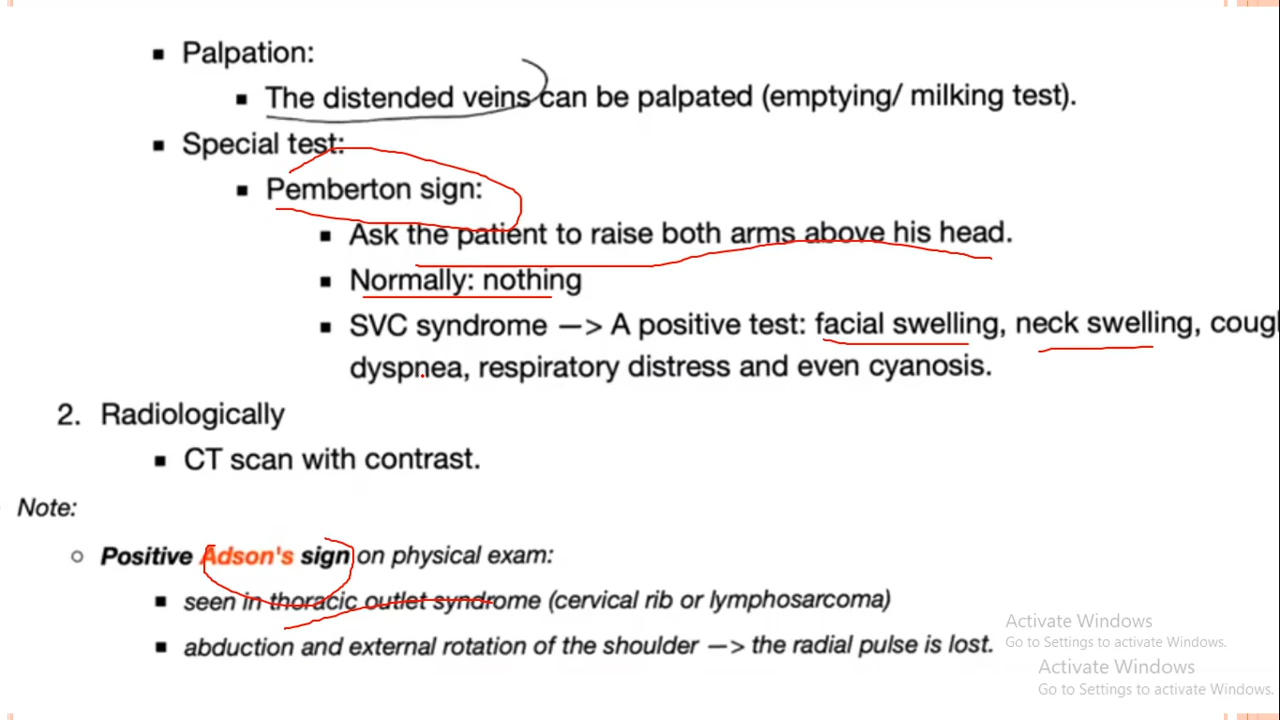 ▪ Palpation:
▪ The distended veins can be palpated (emptying/ milking test).
▪ Special test:
▪ Pemberton sign:
▪ Ask the patient to raise both arms above his head.
▪ Normally: nothing
▪ SVC syndrome —> A positive test: facial swelling, neck swelling, coug
dyspnea, respiratory distress and even cyanosis.
2. Radiologically
▪ CT scan with contrast.
Note:
○ Positive Adson's sign on physical exam:
▪ seen in thoracic outlet syndrome (cervical rib or lymphosarcoma)
▪ abduction and external rotation of the shoulder —> the radial pulse is lost.
Activate Windows
Go to Settings to activate Windows.
Activate Windows
Go to Settings to activate Windows.